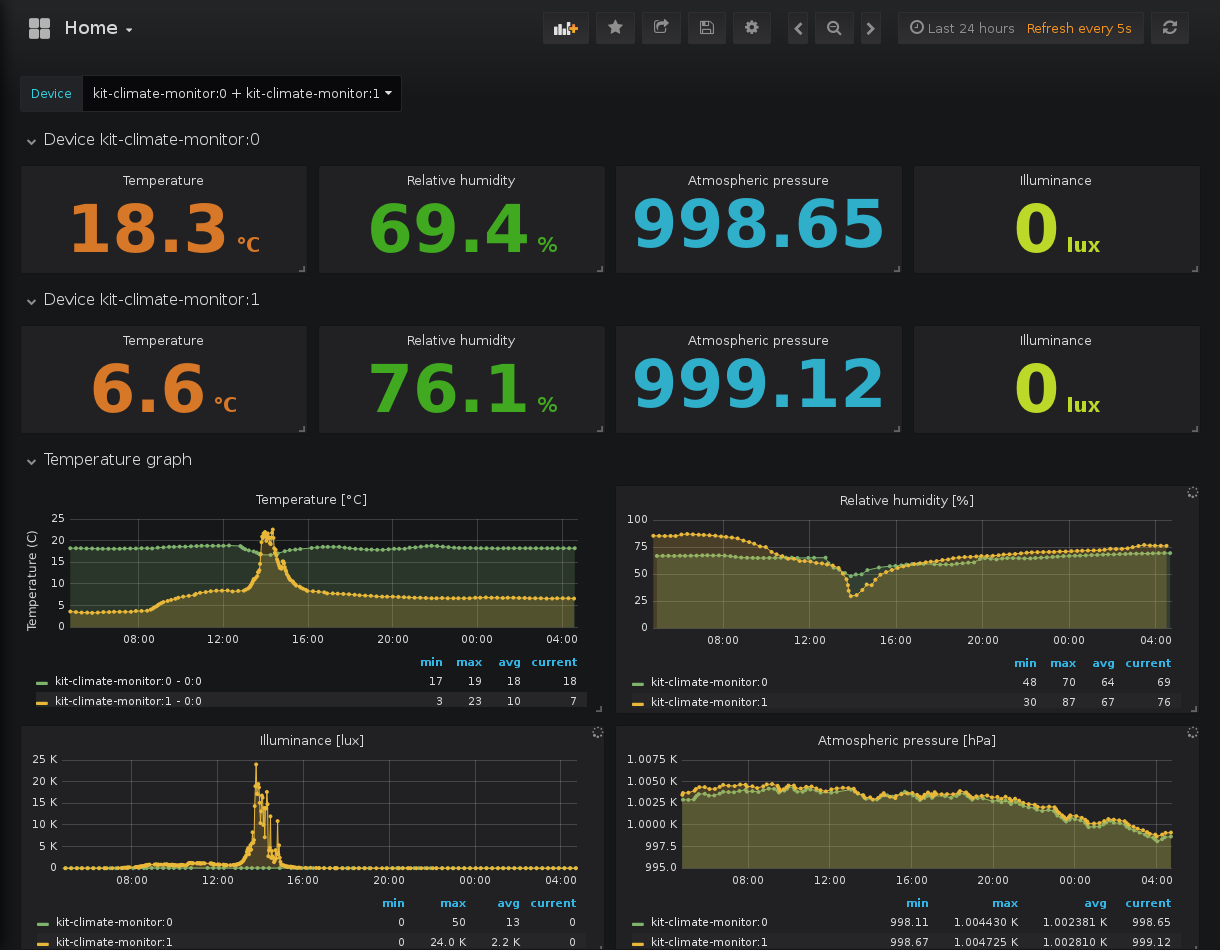 Home
Last 24 hours Refresh every 5s
Device kit-climate-monitor:0 + kit-climate-monitor:1
Device kit-climate-monitor:0
Temperature Relative humidity Atmospheric pressure Illuminance
18.3 °C 69.4 % 998.65 0 lux
Device kit-climate-monitor:1
Temperature Relative humidity Atmospheric pressure Illuminance
6.6 °C 76.1 % 999.12 0 lux
Temperature graph
Temperature [°C]
Temperature (C)
25
20
15
10
5
0
08:00 12:00 16:00 20:00 00:00 04:00
min max avg current
kit-climate-monitor:0 - 0:0 17 19 18 18
kit-climate-monitor:1 - 0:0 3 23 10 7
Relative humidity [%]
100
75
50
25
0
08:00 12:00 16:00 20:00 00:00 04:00
min max avg current
kit-climate-monitor:0 48 70 64 69
kit-climate-monitor:1 30 87 67 76
Illuminance [lux]
25 K
20 K
15 K
10 K
5 K
0
08:00 12:00 16:00 20:00 00:00 04:00
min max avg current
kit-climate-monitor:0 0 50 13 0
kit-climate-monitor:1 0 24.0 K 2.2 K 0
Atmospheric pressure [hPa]
1.0075 K
1.0050 K
1.0025 K
1.0000 K
997.5
995.0
08:00 12:00 16:00 20:00 00:00 04:00
min max avg current
kit-climate-monitor:0 998.11 1.004430 K 1.002381 K 998.65
kit-climate-monitor:1 998.67 1.004725 K 1.002810 K 999.12